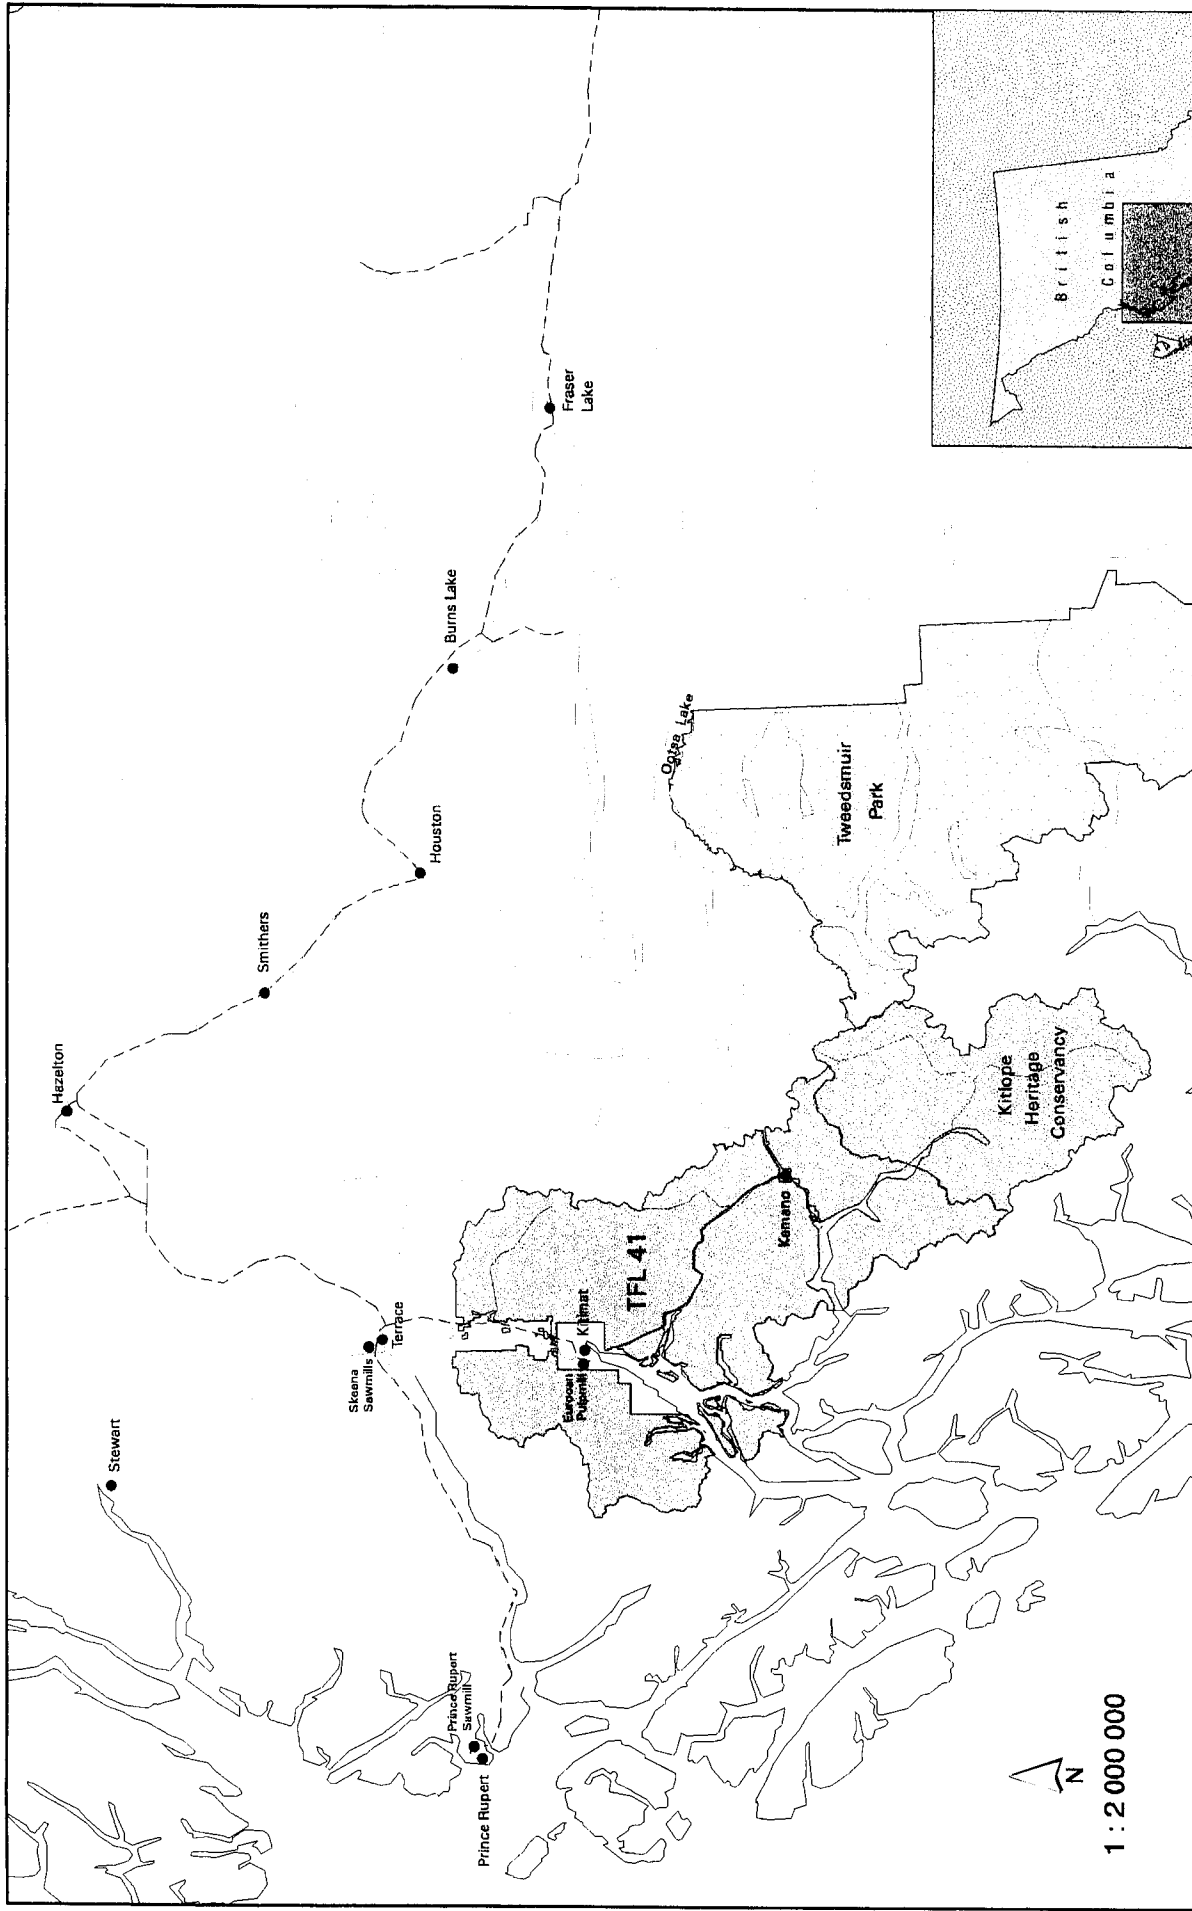 Hazelton
Stewart
Smithers
Skeena
Sawmills
Terrace
Houston
Burns Lake
Fraser
Lake
Prince Rupert
Sawmill
Prince Rupert
Eurocan
Pulpmill
Kitimat
TFL 41
Kemano
Ootsa Lake
Tweedsmuir
Park
Kitlope
Heritage
Conservancy
British
Columbia
N
1 : 2 000 000